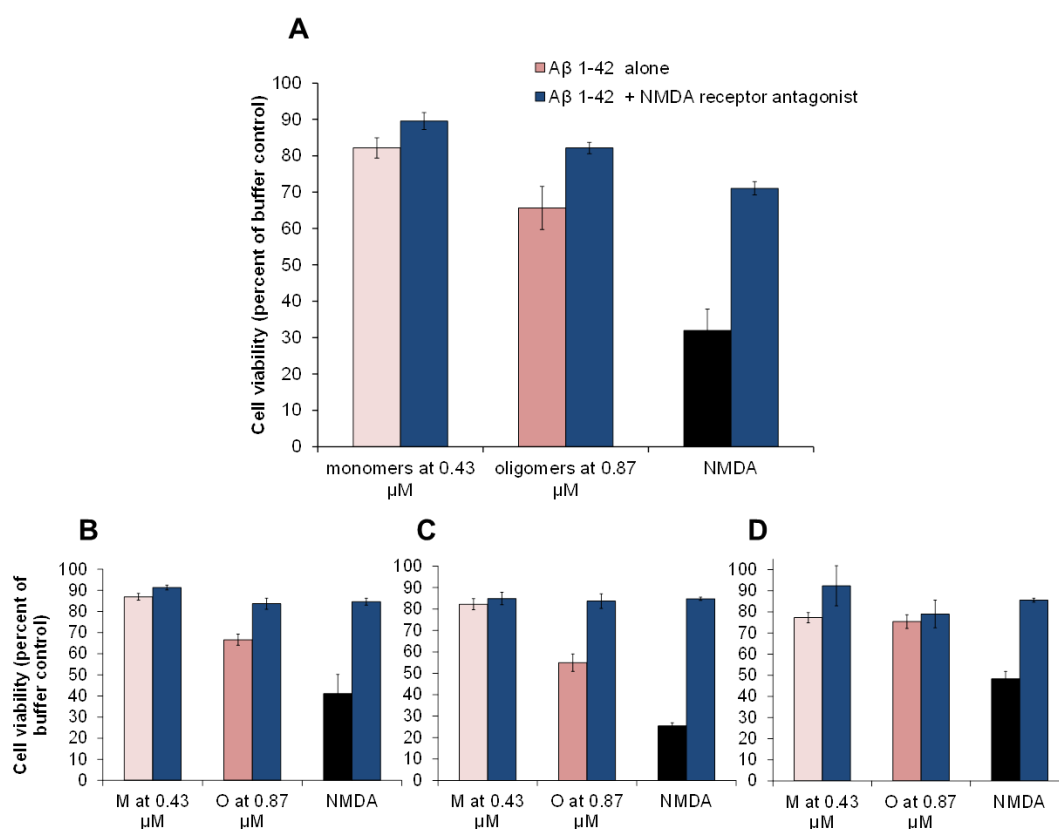 A
Aβ 1-42 alone
Aβ 1-42 + NMDA receptor antagonist
Cell viability (percent of buffer control)
100
90
80
70
60
50
40
30
20
10
0
monomers at 0.43
µM
oligomers at 0.87
µM
NMDA
B
Cell viability (percent of
buffer control)
100
90
80
70
60
50
40
30
20
10
0
M at 0.43
µM
O at 0.87
µM
NMDA
C
100
90
80
70
60
50
40
30
20
10
0
M at 0.43
µM
O at 0.87
µM
NMDA
D
100
90
80
70
60
50
40
30
20
10
0
M at 0.43
µM
O at 0.87
µM
NMDA